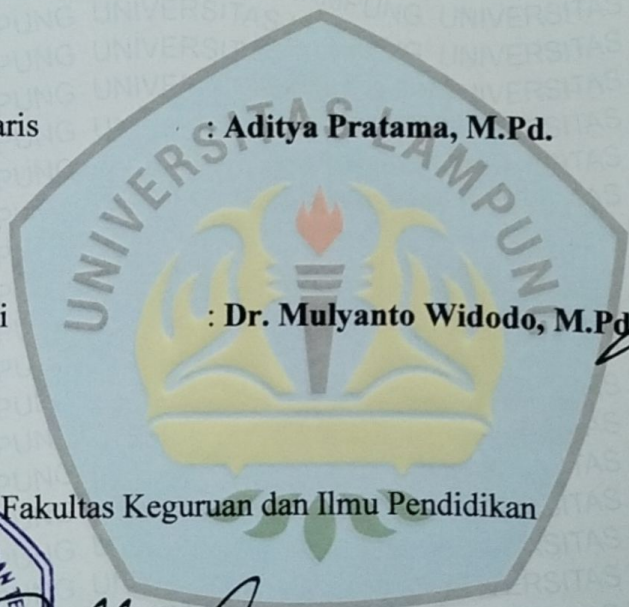 UNIVERSITAS LAMPUNG
aris : Aditya Pratama, M.Pd.
i : Dr. Mulyanto Widodo, M.Pd
Fakultas Keguruan dan Ilmu Pendidikan